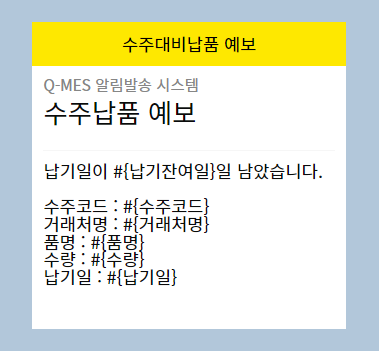 수주대비납품 예보
Q-MES 알림발송 시스템
수주납품 예보
납기일이 #{납기잔여일}일 남았습니다.
수주코드 : #{수주코드}
거래처명 : #{거래처명}
품명 : #{품명}
수량 : #{수량}
납기일 : #{납기일}